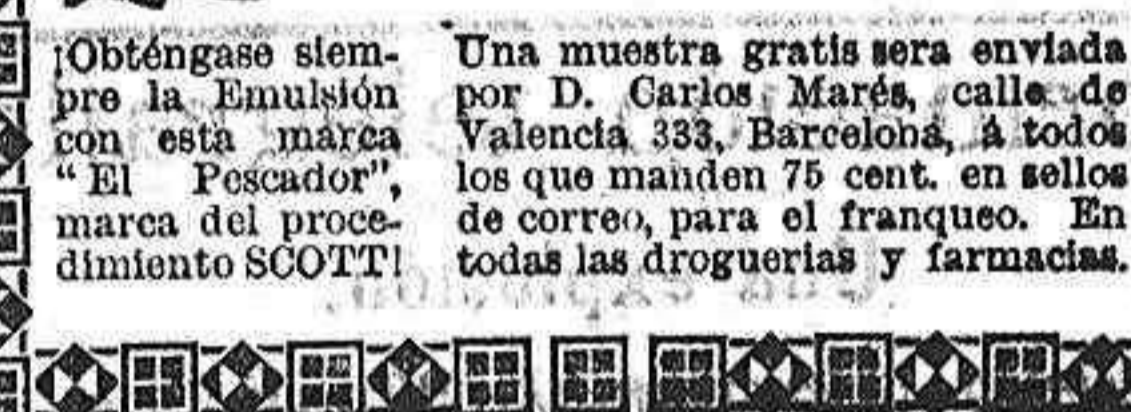 ¡Obténgase siem-
pre la Emulsión
con esta marca
“El Pescador”,
marca del proce-
dimiento SCOTT!
Una muestra gratis sera enviada
por D. Carlos Marés, calle de
Valencia 333, Barcelona, á todos
los que manden 75 cent. en sellos
de correo, para el franqueo. En
todas las droguerias y farmacias.